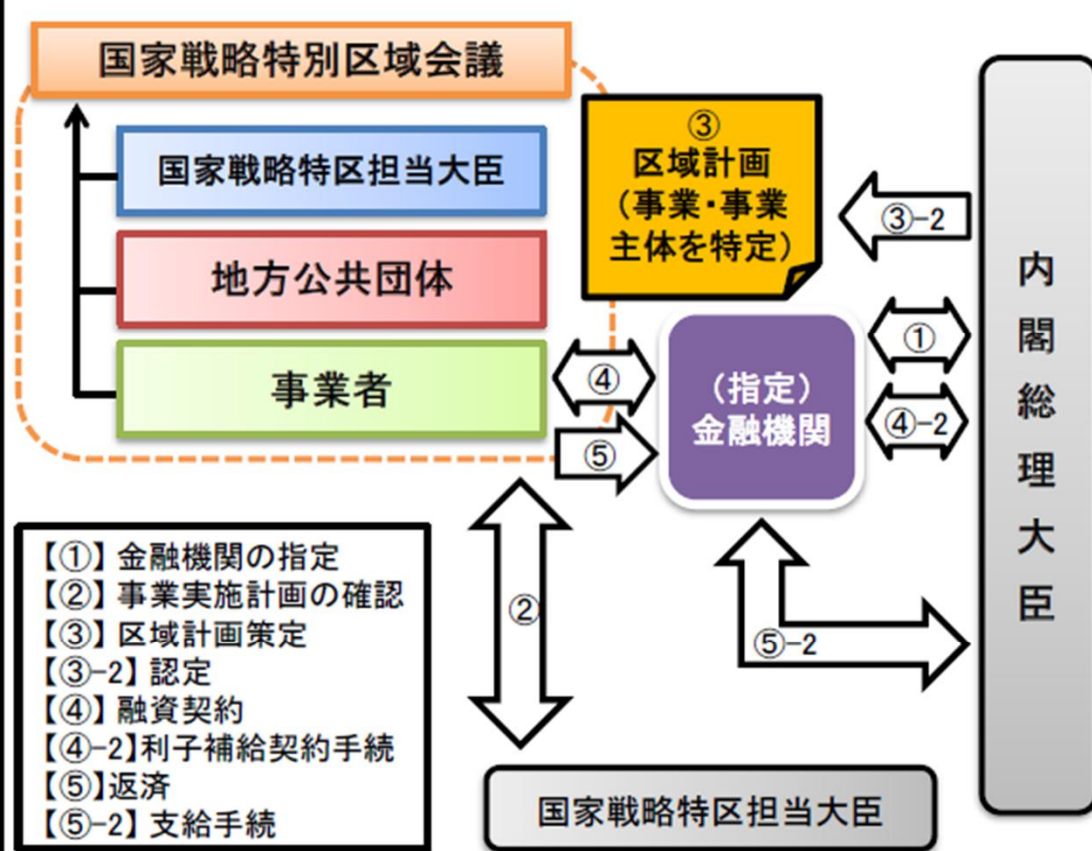 国家戦略特別区域会議
国家戦略特区担当大臣
地方公共団体
事業者
③
区域計画
(事業・事業
主体を特定)
③-2
①
④
(指定)
金融機関
④-2
⑤
②
⑤-2
内閣総理大臣
【①】金融機関の指定
【②】事業実施計画の確認
【③】区域計画策定
【③-2】認定
【④】融資契約
【④-2】利子補給契約手続
【⑤】返済
【⑤-2】支給手続
国家戦略特区担当大臣